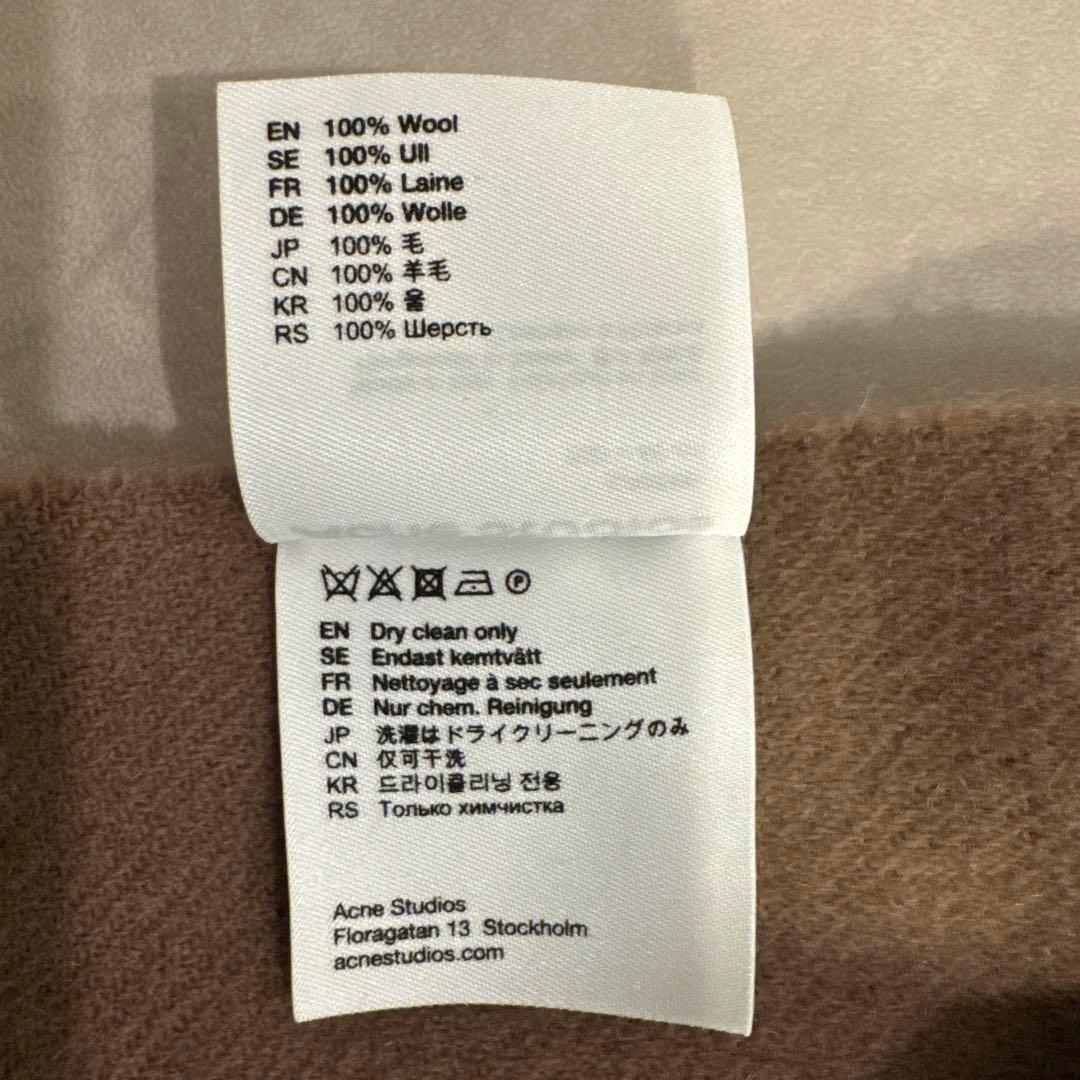 EN 100% Wool
SE 100% Ull
FR 100% Laine
DE 100% Wolle
JP 100% 毛
CN 100% 羊毛
KR 100% 울
RS 100% Шерсть
P
EN Dry clean only
SE Endast kemtvätt
FR Nettoyage à sec seulement
DE Nur chem. Reinigung
JP 洗濯はドライクリーニングのみ
CN 仅可干洗
KR 드라이클리닝 전용
RS Только химчистка
Acne Studios
Floragatan 13 Stockholm
acnestudios.com